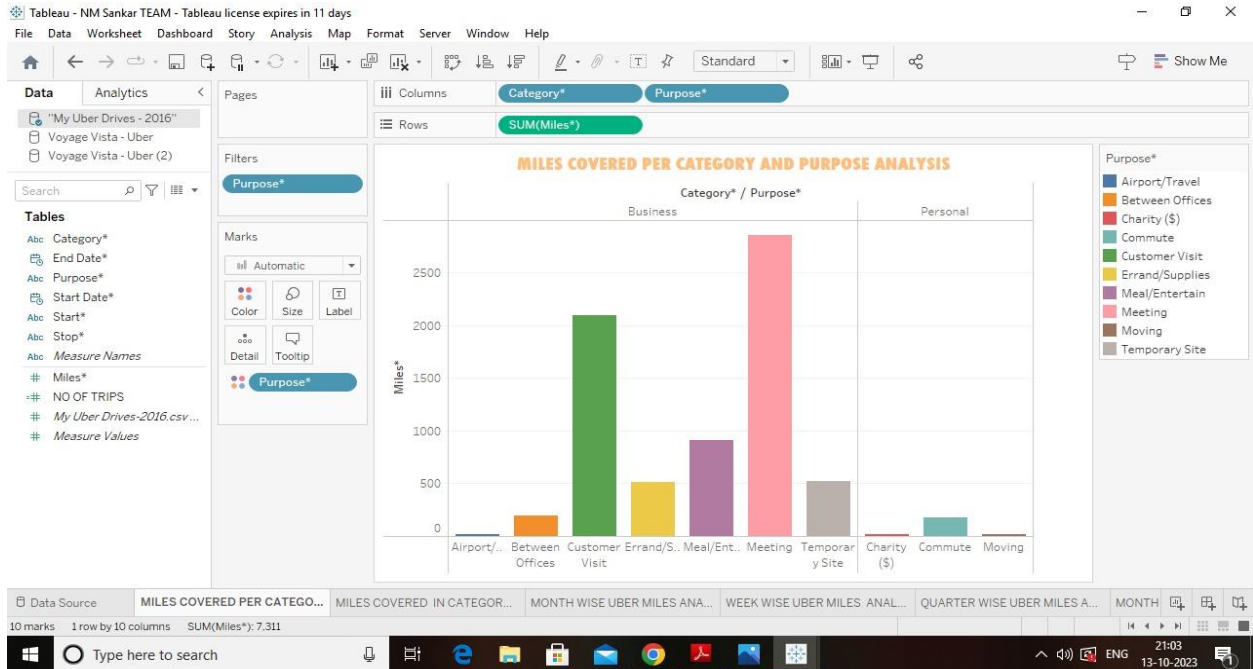 Tableau - NM Sankar TEAM - Tableau license expires in 11 days
File Data Worksheet Dashboard Story Analysis Map Format Server Window Help
Standard
Show Me
Data Analytics
"My Uber Drives - 2016"
Voyage Vista - Uber
Voyage Vista - Uber (2)
Search
Tables
Abc Category*
End Date*
Abc Purpose*
Start Date*
Abc Start*
Abc Stop*
Abc Measure Names
# Miles*
=# NO OF TRIPS
# My Uber Drives-2016.csv ...
# Measure Values
Pages
Filters
Purpose*
Marks
Automatic
Color Size Label
Detail Tooltip
Purpose*
iii Columns Category* Purpose*
Rows SUM(Miles*)
MILES COVERED PER CATEGORY AND PURPOSE ANALYSIS
Category* / Purpose*
Business Personal
Miles*
2500
2000
1500
1000
500
0
Airport/.. Between Offices Customer Visit Errand/S.. Meal/Ent.. Meeting Temporar y Site Charity ($) Commute Moving
Purpose*
Airport/Travel
Between Offices
Charity ($)
Commute
Customer Visit
Errand/Supplies
Meal/Entertain
Meeting
Moving
Temporary Site
Data Source MILES COVERED PER CATEGO... MILES COVERED IN CATEGOR... MONTH WISE UBER MILES ANA... WEEK WISE UBER MILES ANAL... QUARTER WISE UBER MILES A... MONTH
10 marks 1 row by 10 columns SUM(Miles*): 7,311
Type here to search
ENG
21:03
13-10-2023